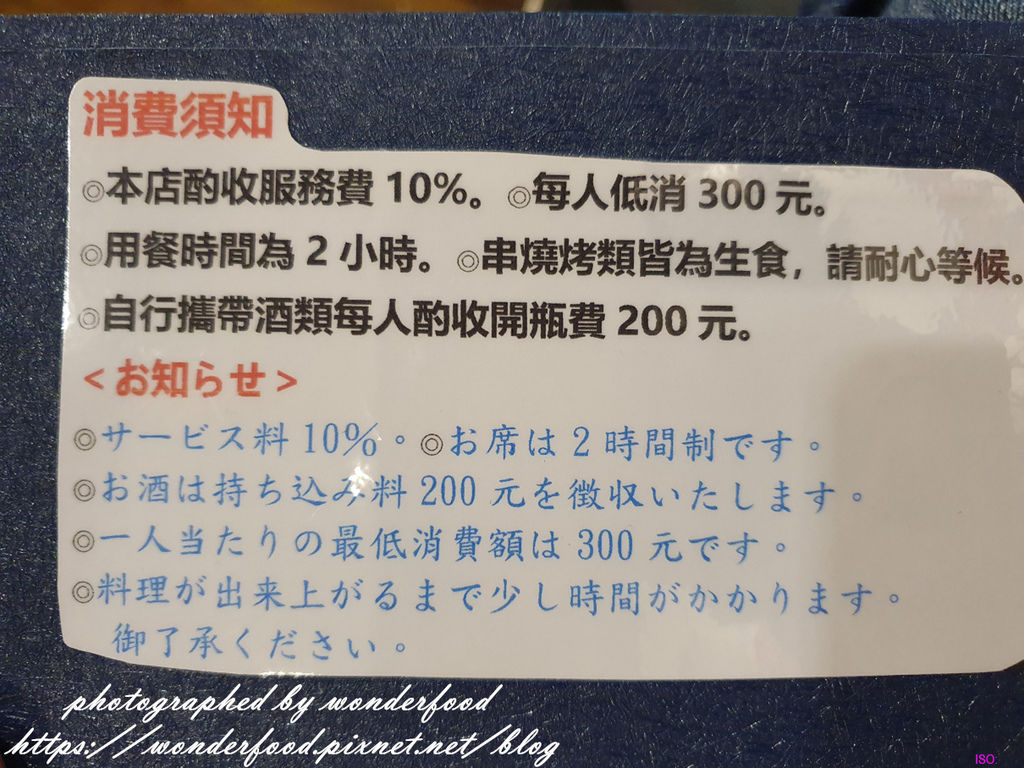 消費須知
◎本店酌收服務費 10%。 ◎每人低消 300 元。
◎用餐時間為 2 小時。 ◎串燒烤類皆為生食，請耐心等候。
◎自行攜帶酒類每人酌收開瓶費 200 元。
<お知らせ>
◎サービス料 10%。◎お席は 2 時間制です。
◎お酒は持ち込み料 200 元を徴収いたします。
◎一人当たりの最低消費額は 300 元です。
◎料理が出来上がるまで少し時間がかかります。
御了承ください。
photographed by wonderfood
https://wonderfood.pixnet.net/blog
ISO: